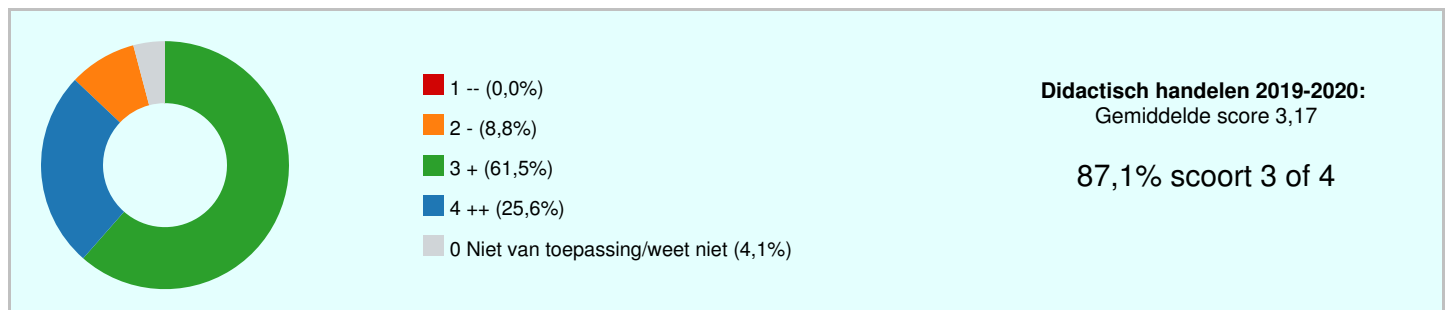 1 -- (0,0%)
2 - (8,8%)
3 + (61,5%)
4 ++ (25,6%)
0 Niet van toepassing/weet niet (4,1%)
Didactisch handelen 2019-2020:
Gemiddelde score 3,17
87,1% scoort 3 of 4